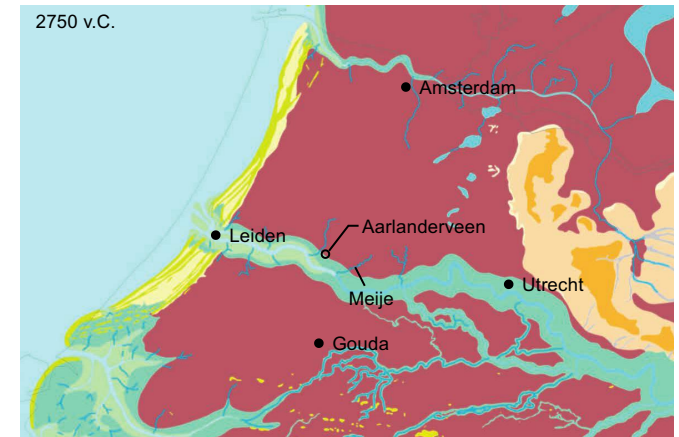 2750 v.C.
Amsterdam
Aarlanderveen
Leiden
Utrecht
Meije
Gouda